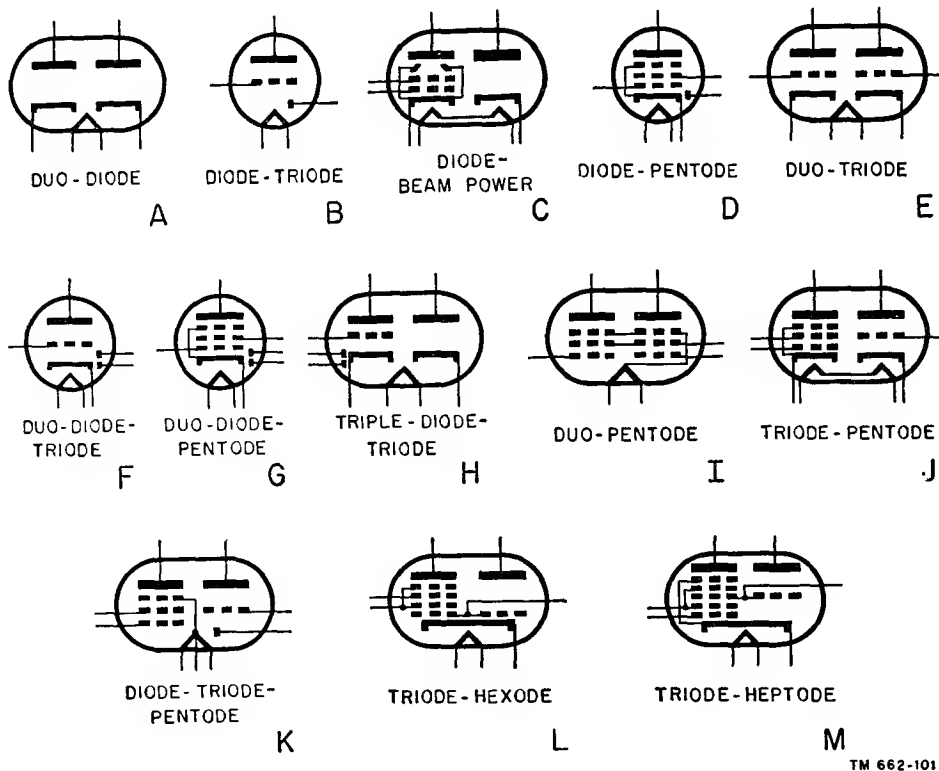 DUO-DIODE
A
DIODE-TRIODE
B
DIODE-
BEAM POWER
C
DIODE-PENTODE
D
DUO-TRIODE
E
DUO-DIODE-
TRIODE
F
DUO-DIODE-
PENTODE
G
TRIPLE-DIODE-
TRIODE
H
DUO-PENTODE
I
TRIODE-PENTODE
J
DIODE-TRIODE-
PENTODE
K
TRIODE-HEXODE
L
TRIODE-HEPTODE
M
TM 662-101